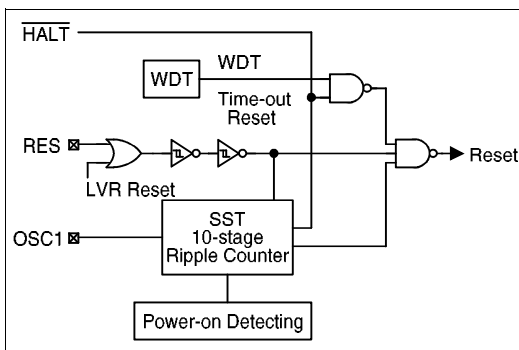 HALT
WDT
WDT
Time-out
Reset
RES
LVR Reset
Reset
OSC1
SST
10-stage
Ripple Counter
Power-on Detecting